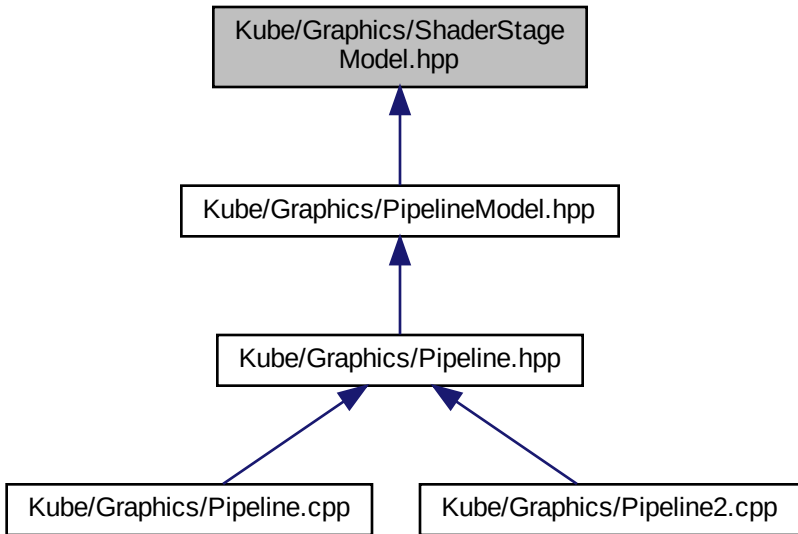 Kube/Graphics/ShaderStage
Model.hpp
Kube/Graphics/PipelineModel.hpp
Kube/Graphics/Pipeline.hpp
Kube/Graphics/Pipeline.cpp
Kube/Graphics/Pipeline2.cpp